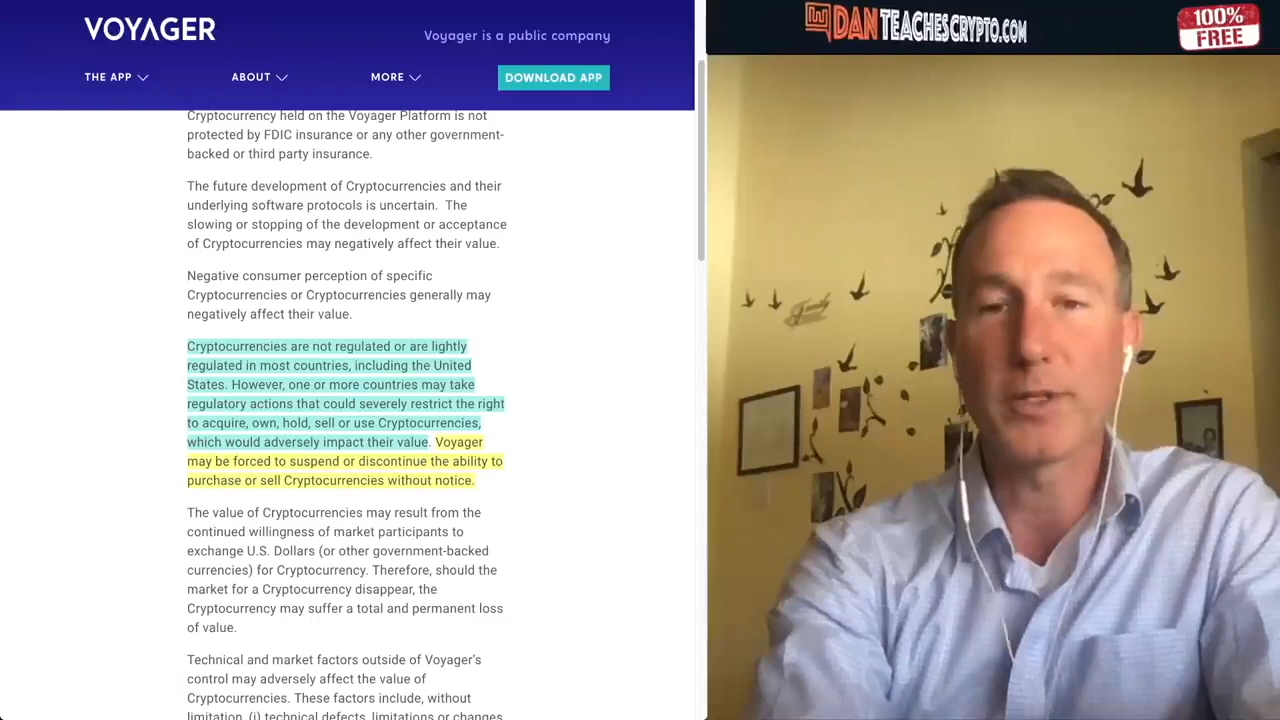 VOYAGER
Voyager is a public company
THE APP
ABOUT
MORE
DOWNLOAD APP
Cryptocurrency held on the Voyager Platform is not
protected by FDIC insurance or any other government-
backed or third party insurance.
The future development of Cryptocurrencies and their
underlying software protocols is uncertain.  The
slowing or stopping of the development or acceptance
of Cryptocurrencies may negatively affect their value.
Negative consumer perception of specific
Cryptocurrencies or Cryptocurrencies generally may
negatively affect their value.
Cryptocurrencies are not regulated or are lightly
regulated in most countries, including the United
States. However, one or more countries may take
regulatory actions that could severely restrict the right
to acquire, own, hold, sell or use Cryptocurrencies,
which would adversely impact their value. Voyager
may be forced to suspend or discontinue the ability to
purchase or sell Cryptocurrencies without notice.
The value of Cryptocurrencies may result from the
continued willingness of market participants to
exchange U.S. Dollars (or other government-backed
currencies) for Cryptocurrency. Therefore, should the
market for a Cryptocurrency disappear, the
Cryptocurrency may suffer a total and permanent loss
of value.
Technical and market factors outside of Voyager's
control may adversely affect the value of
Cryptocurrencies. These factors include, without
limitation, (i) technical defects, limitations or changes
DANTEACHESCRYPTO.COM
100%
FREE
Family